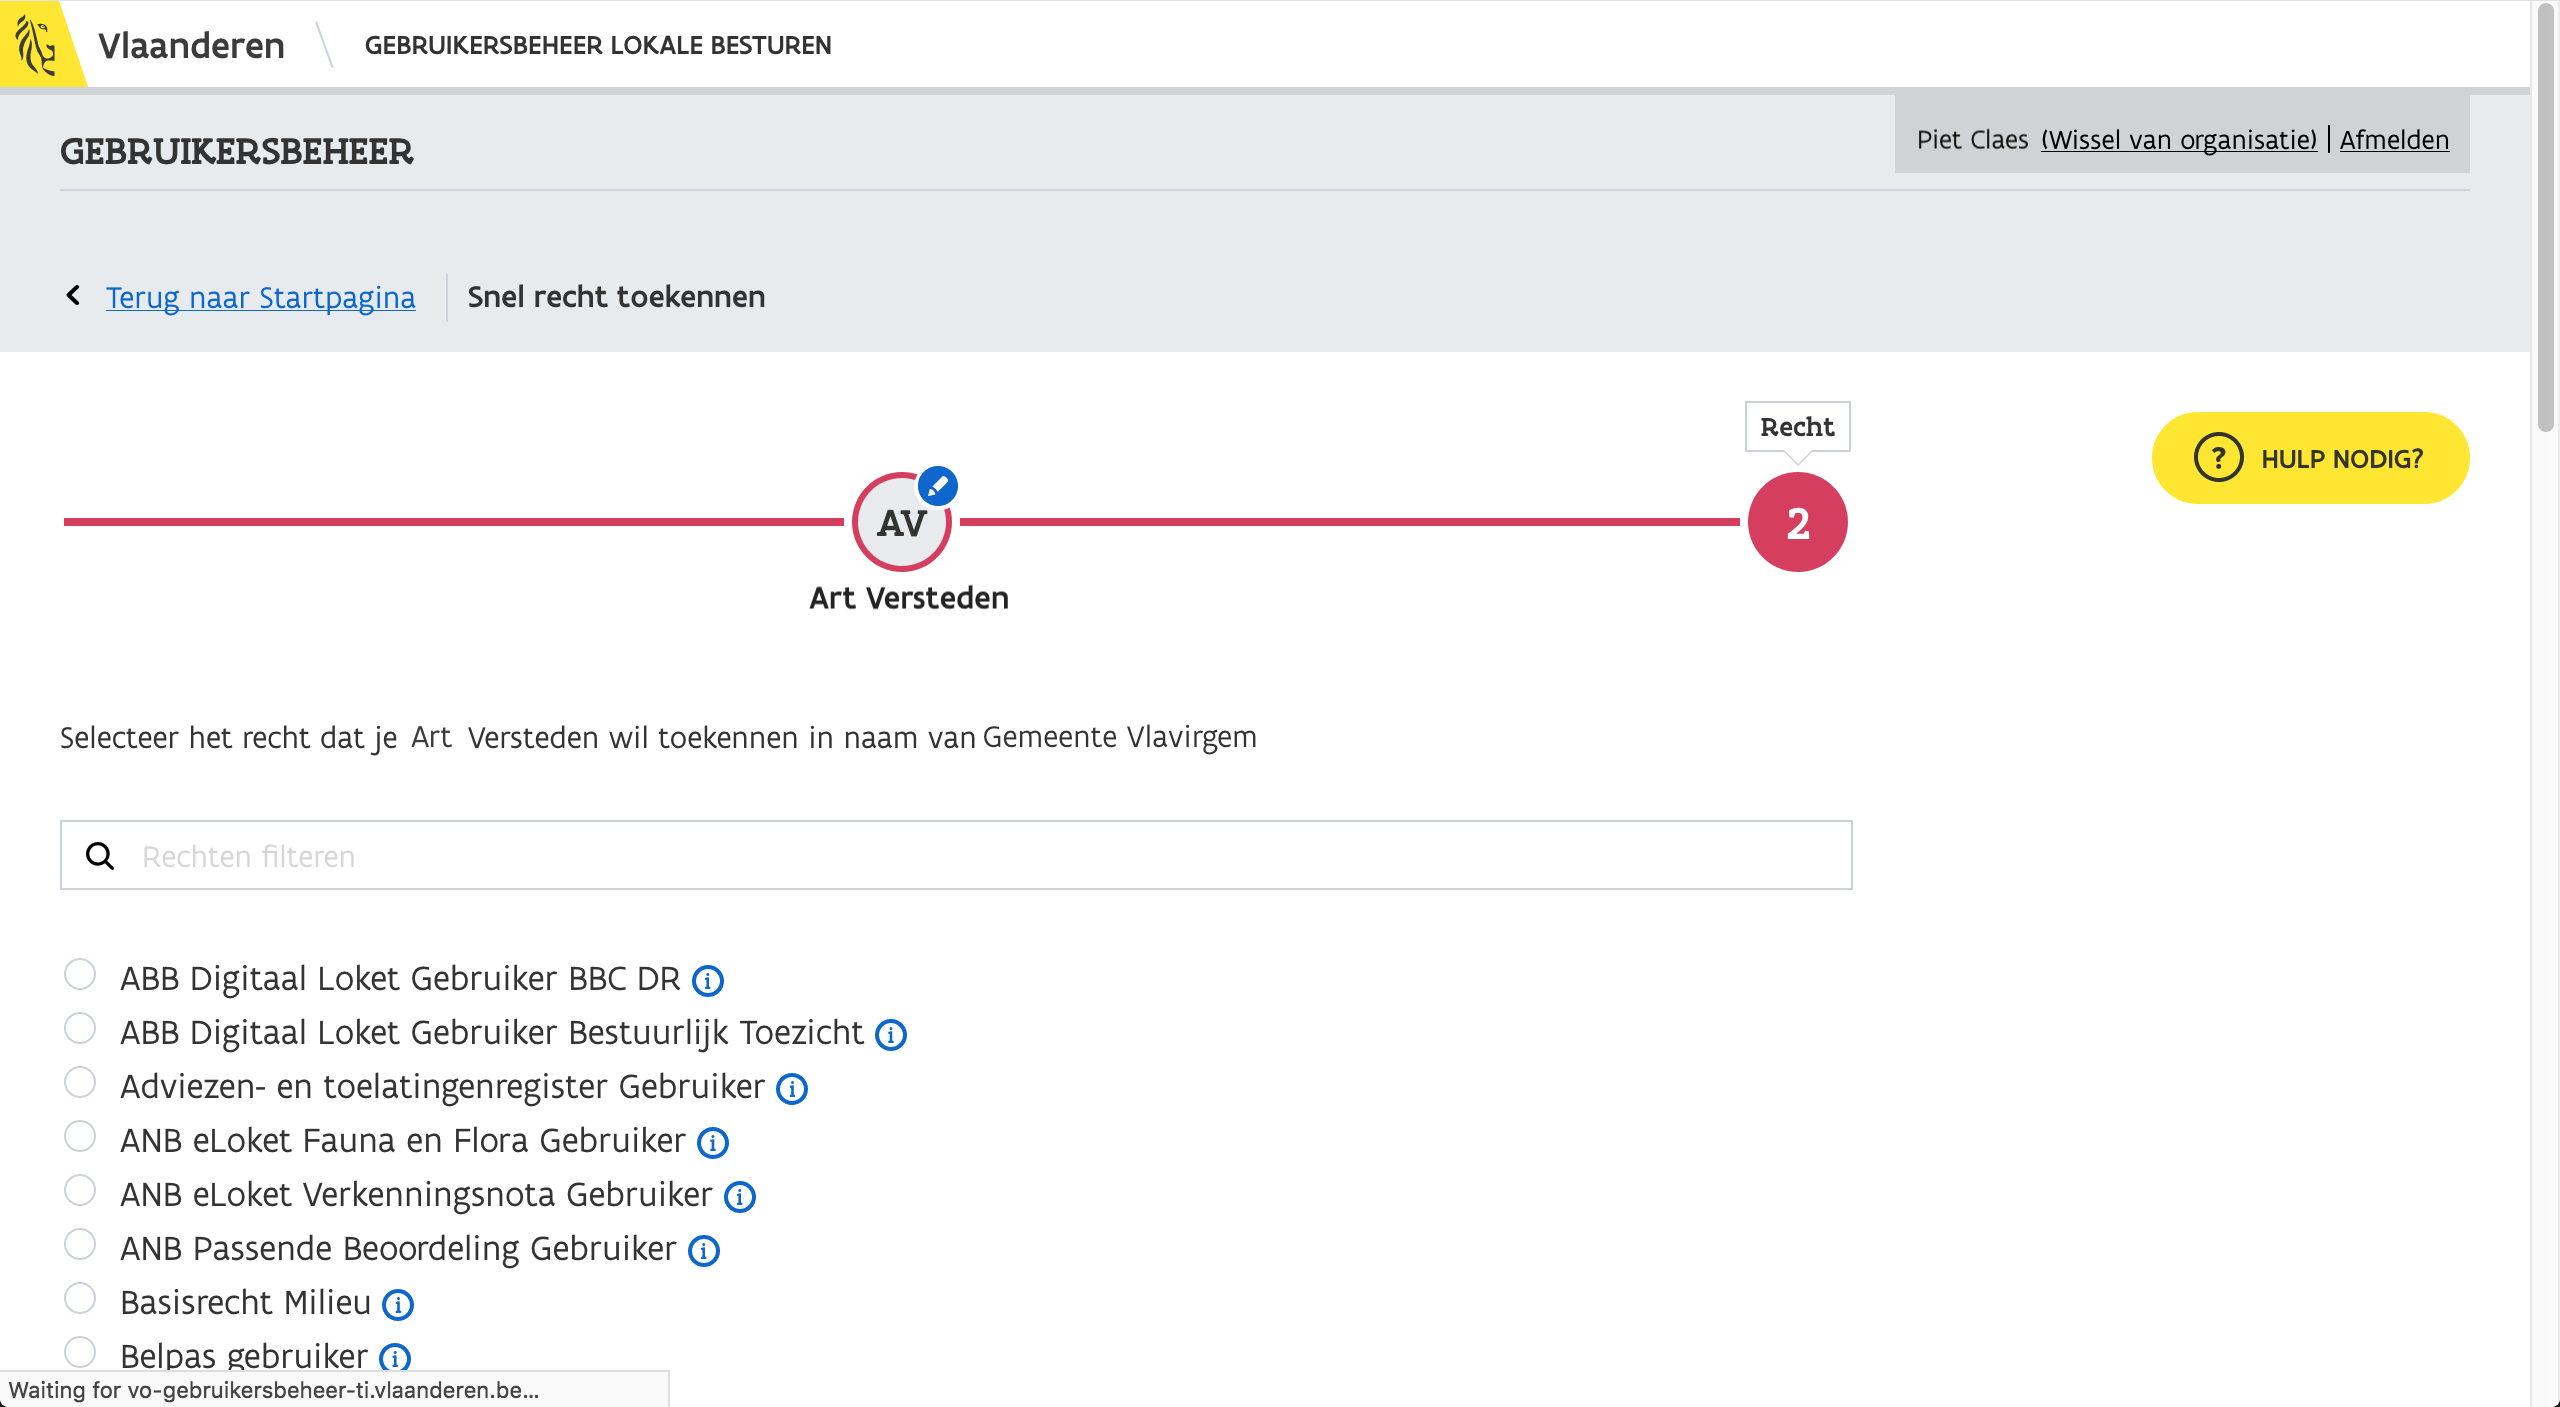 Vlaanderen
GEBRUIKERSBEHEER LOKALE BESTUREN
GEBRUIKERSBEHEER
Piet Claes (Wissel van organisatie) | Afmelden
Terug naar Startpagina
Snel recht toekennen
Recht
HULP NODIG?
AV
2
Art Versteden
Selecteer het recht dat je Art Versteden wil toekennen in naam van Gemeente Vlavirgem
Rechten filteren
ABB Digitaal Loket Gebruiker BBC DR
ABB Digitaal Loket Gebruiker Bestuurlijk Toezicht
Adviezen- en toelatingenregister Gebruiker
ANB eLoket Fauna en Flora Gebruiker
ANB eLoket Verkenningsnota Gebruiker
ANB Passende Beoordeling Gebruiker
Basisrecht Milieu
Belpas gebruiker
Waiting for vo-gebruikersbeheer-ti.vlaanderen.be...